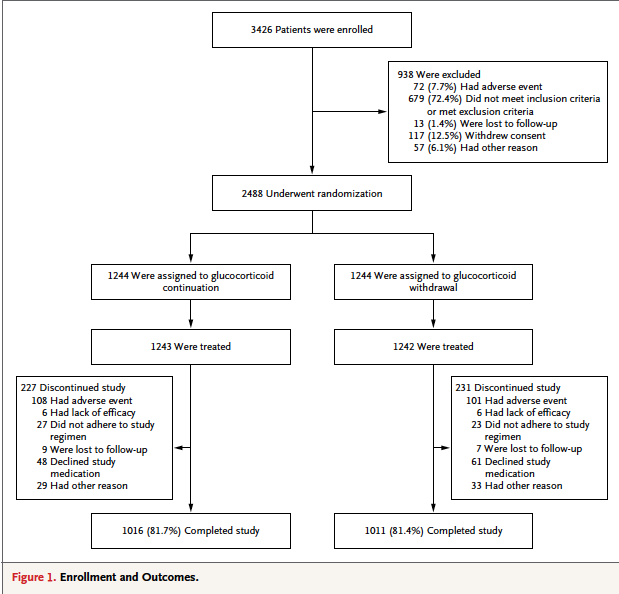 3426 Patients were enrolled
938 Were excluded
72 (7.7%) Had adverse event
679 (72.4%) Did not meet inclusion criteria
or met exclusion criteria
13 (1.4%) Were lost to follow-up
117 (12.5%) Withdrew consent
57 (6.1%) Had other reason
2488 Underwent randomization
1244 Were assigned to glucocorticoid
continuation
1244 Were assigned to glucocorticoid
withdrawal
1243 Were treated
1242 Were treated
227 Discontinued study
108 Had adverse event
6 Had lack of efficacy
27 Did not adhere to study
regimen
9 Were lost to follow-up
48 Declined study
medication
29 Had other reason
231 Discontinued study
101 Had adverse event
6 Had lack of efficacy
23 Did not adhere to study
regimen
7 Were lost to follow-up
61 Declined study
medication
33 Had other reason
1016 (81.7%) Completed study
1011 (81.4%) Completed study
Figure 1. Enrollment and Outcomes.